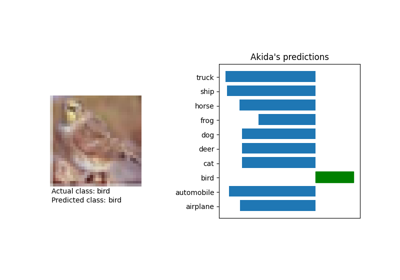 Akida's predictions
truck
ship
horse
frog
dog
deer
cat
bird
automobile
airplane
Actual class: bird
Predicted class: bird